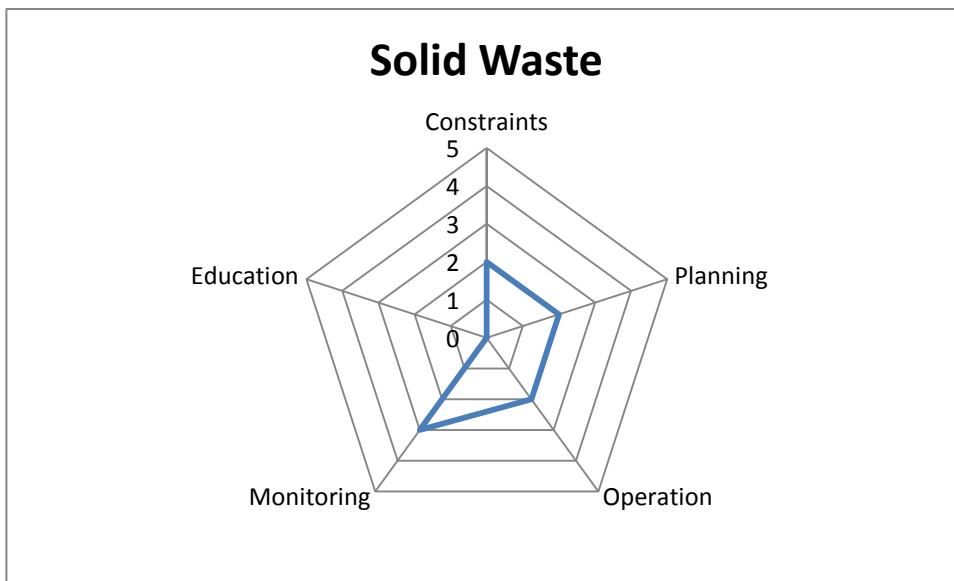 Solid Waste
Constraints
5
4
3
2
1
0
Education
Planning
Monitoring
Operation